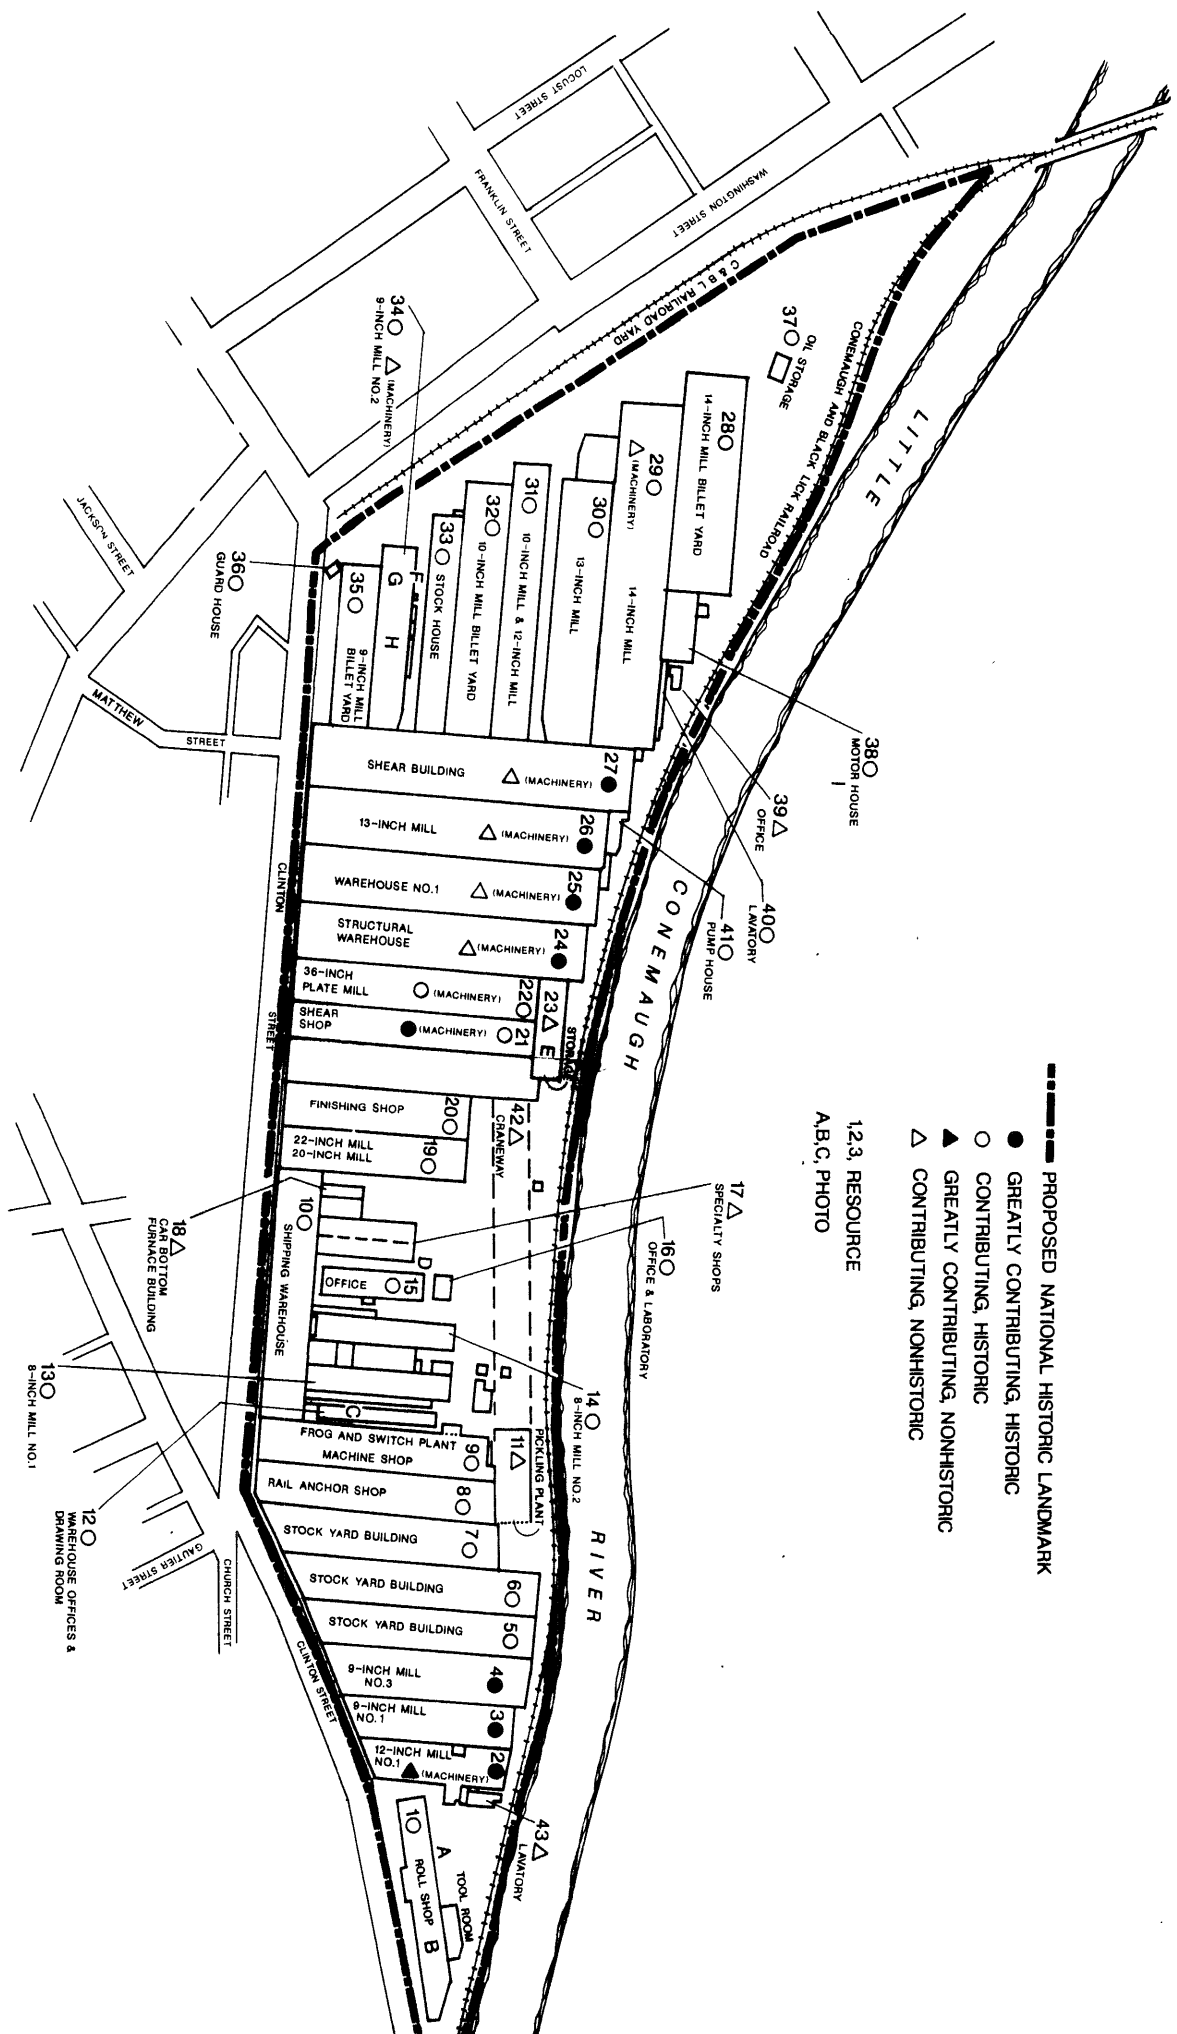 PROPOSED NATIONAL HISTORIC LANDMARK
GREATLY CONTRIBUTING, HISTORIC
CONTRIBUTING, HISTORIC
GREATLY CONTRIBUTING, NONHISTORIC
CONTRIBUTING, NONHISTORIC
1,2,3, RESOURCE
A,B,C, PHOTO
LITTLE
CONEMAUGH
RIVER
CONEMAUGH AND BLACK LICK RAILROAD
C & B L RAILROAD YARD
LOCUST STREET
WASHINGTON STREET
FRANKLIN STREET
JACKSON STREET
MATTHEW
STREET
CLINTON
STREET
GAUTIER STREET
CHURCH STREET
CLINTON STREET
37
OIL STORAGE
28
14-INCH MILL BILLET YARD
29
(MACHINERY)
14-INCH MILL
30
13-INCH MILL
31
10-INCH MILL & 12-INCH MILL
32
10-INCH MILL BILLET YARD
33 STOCK HOUSE
F
G
H
34 (MACHINERY)
9-INCH MILL NO.2
35
9-INCH MILL
BILLET YARD
36
GUARD HOUSE
38
MOTOR HOUSE
39
OFFICE
40
LAVATORY
41
PUMP HOUSE
27
SHEAR BUILDING (MACHINERY)
26
13-INCH MILL (MACHINERY)
25
WAREHOUSE NO.1 (MACHINERY)
24
STRUCTURAL
WAREHOUSE (MACHINERY)
22
36-INCH
PLATE MILL (MACHINERY)
23 E
STORAGE
21
SHEAR
SHOP (MACHINERY)
20
FINISHING SHOP
19
22-INCH MILL
20-INCH MILL
42
CRANEWAY
17
SPECIALTY SHOPS
16
OFFICE & LABORATORY
18
CAR BOTTOM
FURNACE BUILDING
10
SHIPPING WAREHOUSE
D
OFFICE 15
14
8-INCH MILL NO.2
13
8-INCH MILL NO.1
C
12
WAREHOUSE OFFICES &
DRAWING ROOM
11
PICKLING PLANT
9
FROG AND SWITCH PLANT
MACHINE SHOP
8
RAIL ANCHOR SHOP
7
STOCK YARD BUILDING
6
STOCK YARD BUILDING
5
STOCK YARD BUILDING
4
9-INCH MILL
NO.3
3
9-INCH MILL
NO.1
2
12-INCH MILL
NO.1 (MACHINERY)
43
LAVATORY
1
ROLL SHOP
A
B
TOOL ROOM